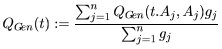 Q_{Gen}(t) := \frac{\sum_{j=1}^{n} Q_{Gen}(t.A_j, A_j) g_j}{\sum_{j=1}^{n} g_j}